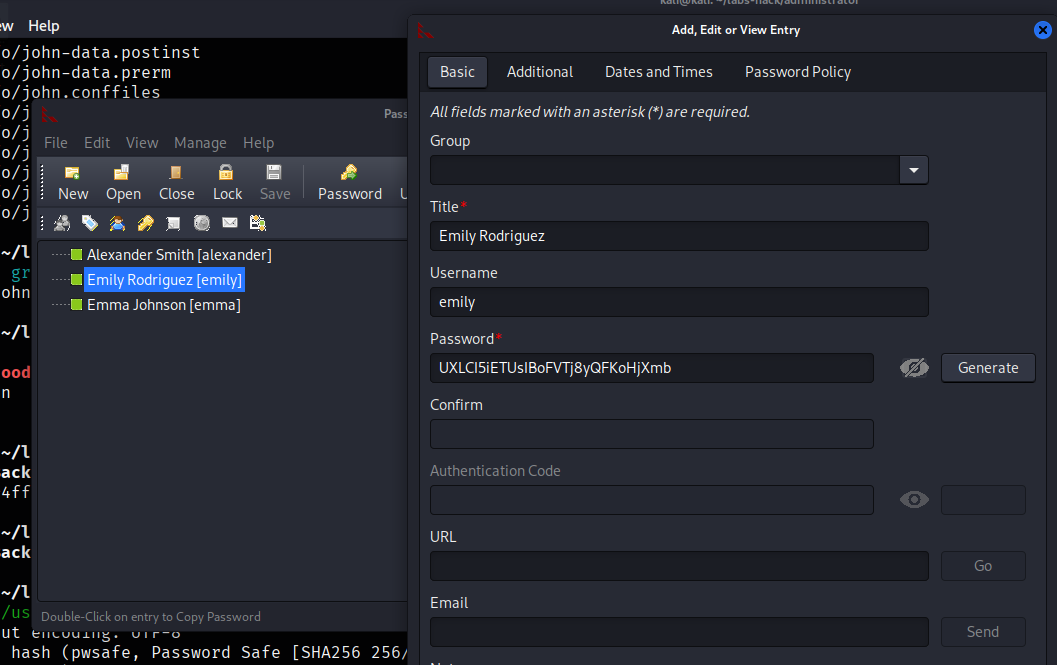 kali@kali: ~/labs-hack/administrator
ew Help
o/john-data.postinst
o/john-data.prerm
o/john.conffiles
o/j
o/j
o/j
o/j
o/j
o/j
~/l
gr
ohn
~/l
ood
n
~/l
ack
4ff
~/l
ack
~/l
/us
ut encoding: UTF-8
hash (pwsafe, Password Safe [SHA256 256/
Pass
File Edit View Manage Help
New Open Close Lock Save Password U
Alexander Smith [alexander]
Emily Rodriguez [emily]
Emma Johnson [emma]
Double-Click on entry to Copy Password
Add, Edit or View Entry
Basic Additional Dates and Times Password Policy
All fields marked with an asterisk (*) are required.
Group
Title*
Emily Rodriguez
Username
emily
Password*
UXLCI5iETUsIBoFVTj8yQFKoHjXmb
Generate
Confirm
Authentication Code
URL
Go
Email
Send